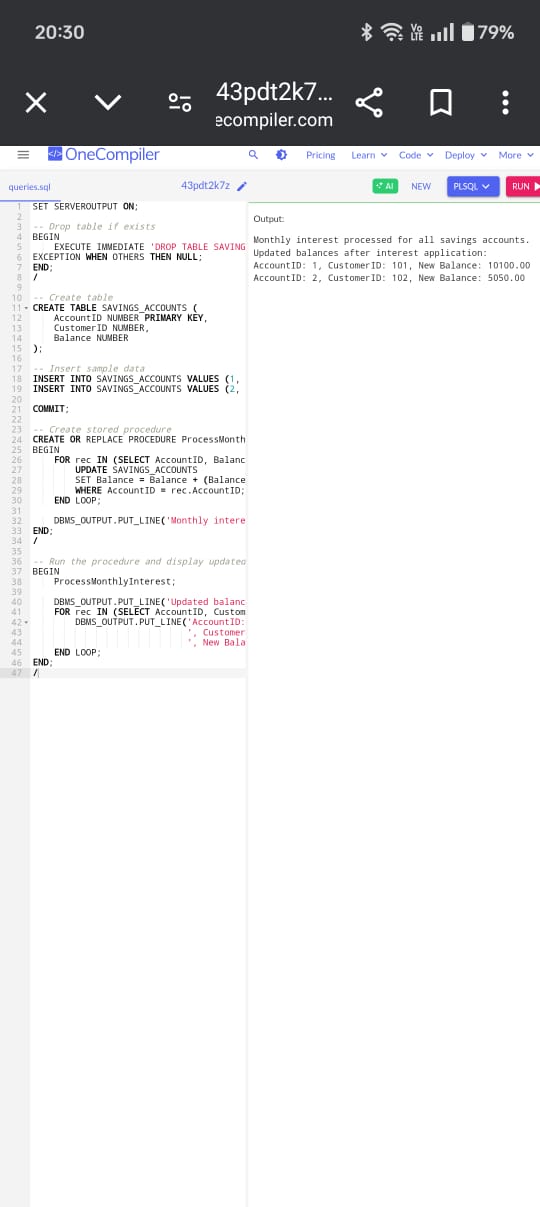 20:30
Vo LTE 79%
43pdt2k7...
ecompiler.com
OneCompiler Pricing Learn Code Deploy More
queries.sql 43pdt2k7z AI NEW PLSQL RUN
1 SET SERVEROUTPUT ON;
2
3 -- Drop table if exists
4 BEGIN
5 EXECUTE IMMEDIATE 'DROP TABLE SAVING
6 EXCEPTION WHEN OTHERS THEN NULL;
7 END;
8 /
9
10 -- Create table
11 CREATE TABLE SAVINGS_ACCOUNTS (
12 AccountID NUMBER PRIMARY KEY,
13 CustomerID NUMBER,
14 Balance NUMBER
15 );
16
17 -- Insert sample data
18 INSERT INTO SAVINGS_ACCOUNTS VALUES (1,
19 INSERT INTO SAVINGS_ACCOUNTS VALUES (2,
20
21 COMMIT;
22
23 -- Create stored procedure
24 CREATE OR REPLACE PROCEDURE ProcessMonth
25 BEGIN
26 FOR rec IN (SELECT AccountID, Balanc
27 UPDATE SAVINGS_ACCOUNTS
28 SET Balance = Balance + (Balance
29 WHERE AccountID = rec.AccountID;
30 END LOOP;
31
32 DBMS_OUTPUT.PUT_LINE('Monthly intere
33 END;
34 /
35
36 -- Run the procedure and display updated
37 BEGIN
38 ProcessMonthlyInterest;
39
40 DBMS_OUTPUT.PUT_LINE('Updated balanc
41 FOR rec IN (SELECT AccountID, Custom
42 DBMS_OUTPUT.PUT_LINE('AccountID:
43 ', Customer
44 ', New Bala
45 END LOOP;
46 END;
47 /
Output:
Monthly interest processed for all savings accounts.
Updated balances after interest application:
AccountID: 1, CustomerID: 101, New Balance: 10100.00
AccountID: 2, CustomerID: 102, New Balance: 5050.00